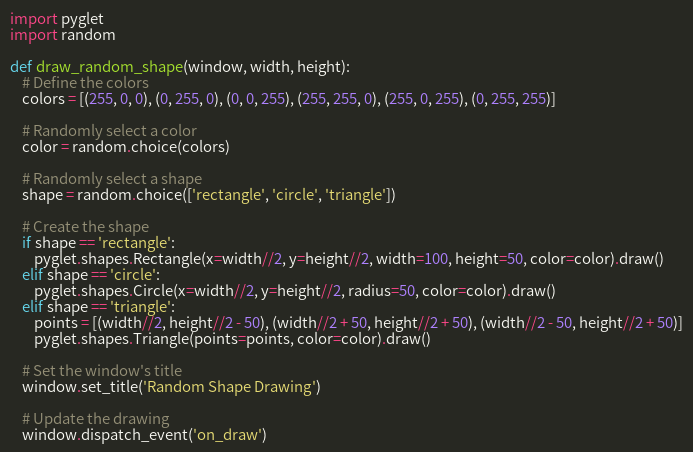 import pyglet
import random
def draw_random_shape(window, width, height):
# Define the colors
colors = [(255, 0, 0), (0, 255, 0), (0, 0, 255), (255, 255, 0), (255, 0, 255), (0, 255, 255)]
# Randomly select a color
color = random.choice(colors)
# Randomly select a shape
shape = random.choice(['rectangle', 'circle', 'triangle'])
# Create the shape
if shape == 'rectangle':
pyglet.shapes.Rectangle(x=width//2, y=height//2, width=100, height=50, color=color).draw()
elif shape == 'circle':
pyglet.shapes.Circle(x=width//2, y=height//2, radius=50, color=color).draw()
elif shape == 'triangle':
points = [(width//2, height//2 - 50), (width//2 + 50, height//2 + 50), (width//2 - 50, height//2 + 50)]
pyglet.shapes.Triangle(points=points, color=color).draw()
# Set the window's title
window.set_title('Random Shape Drawing')
# Update the drawing
window.dispatch_event('on_draw')